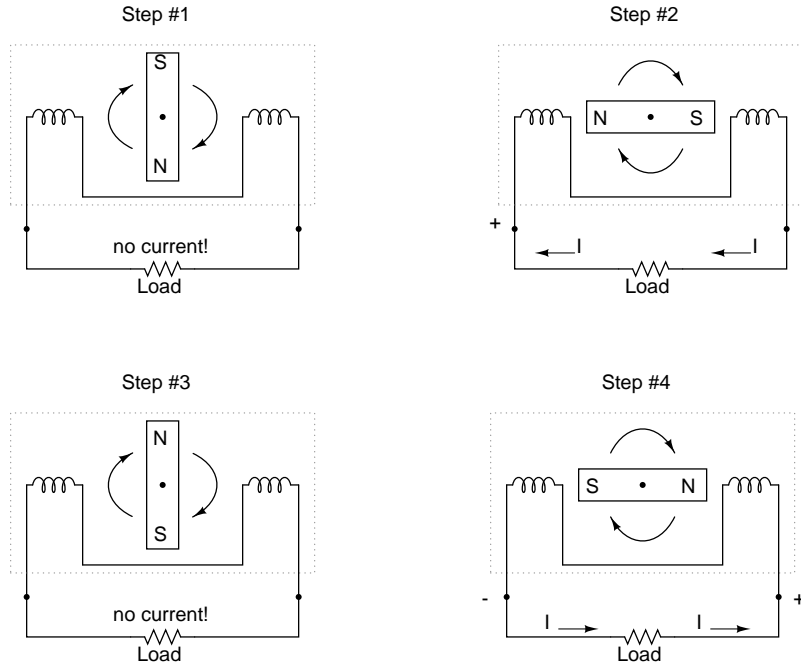 Step #1
S
N
no current!
Load
Step #2
N S
+
I I
Load
Step #3
N
S
no current!
Load
Step #4
S N
- +
I I
Load